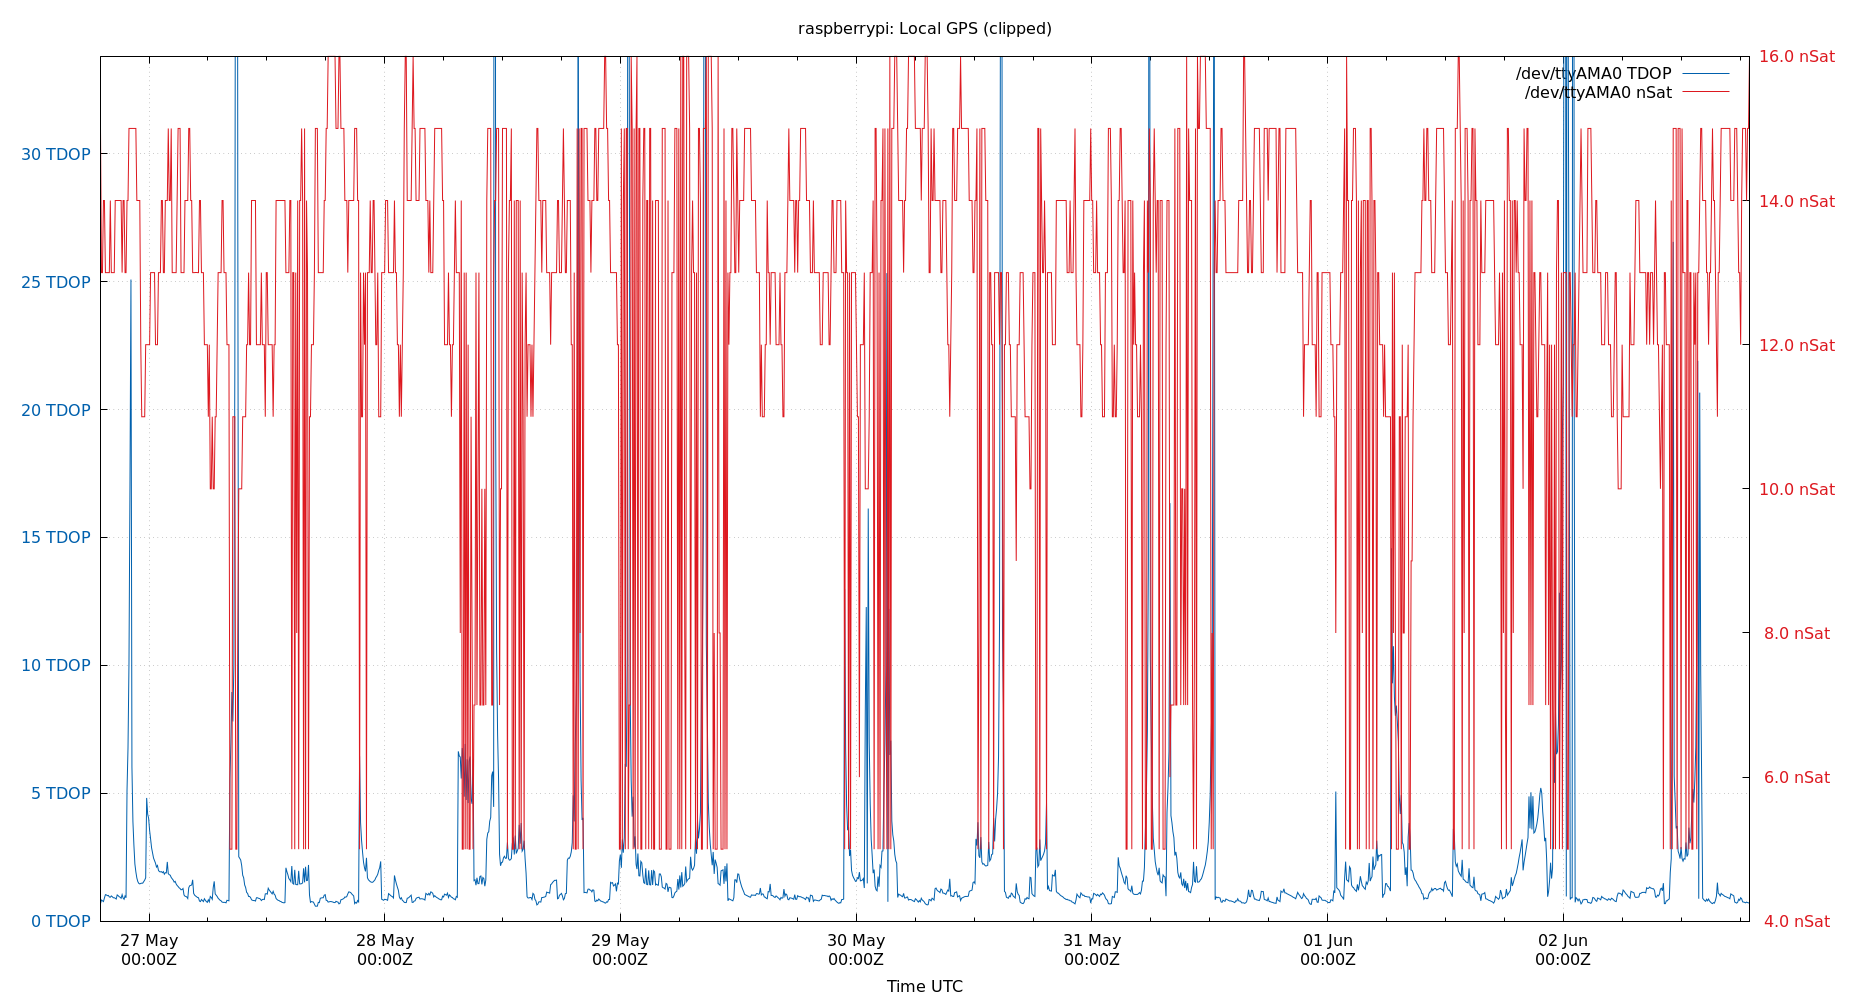 raspberrypi: Local GPS (clipped)
16.0 nSat
/dev/ttyAMA0 TDOP
/dev/ttyAMA0 nSat
30 TDOP
14.0 nSat
25 TDOP
12.0 nSat
20 TDOP
10.0 nSat
15 TDOP
8.0 nSat
10 TDOP
6.0 nSat
5 TDOP
0 TDOP
4.0 nSat
27 May 28 May 29 May 30 May 31 May 01 Jun 02 Jun
00:00Z 00:00Z 00:00Z 00:00Z 00:00Z 00:00Z 00:00Z
Time UTC